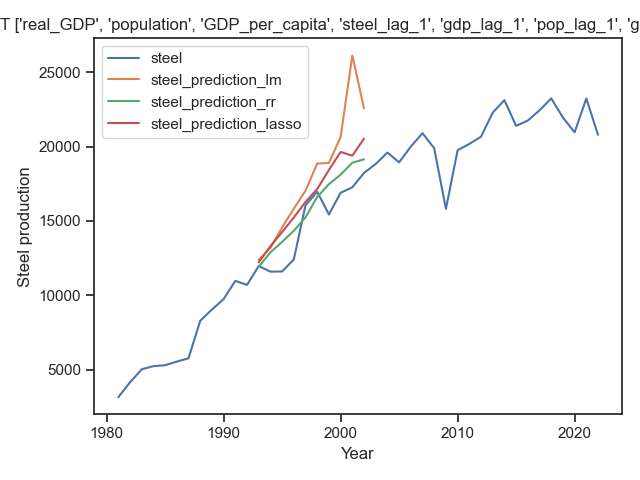 T ['real_GDP', 'population', 'GDP_per_capita', 'steel_lag_1', 'gdp_lag_1', 'pop_lag_1', 'g
steel
steel_prediction_lm
steel_prediction_rr
steel_prediction_lasso
25000
20000
15000
10000
5000
Steel production
1980 1990 2000 2010 2020
Year